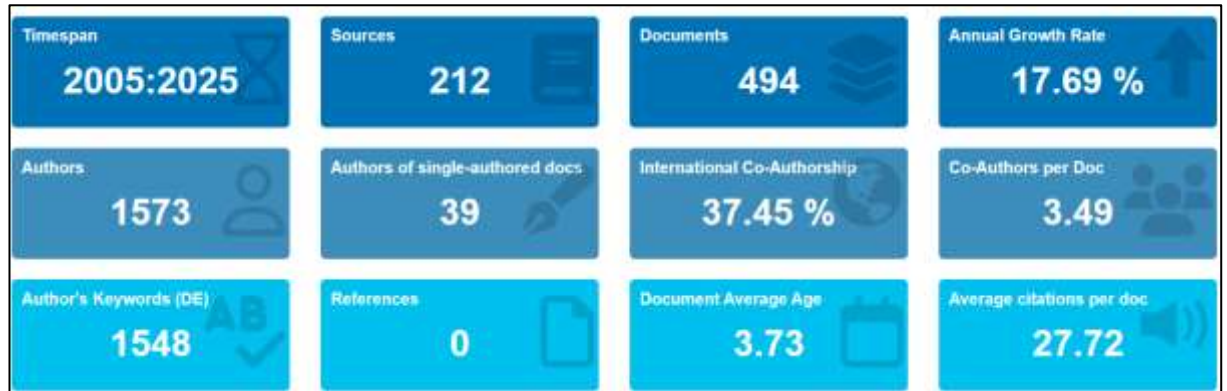 Timespan
2005:2025
Sources
212
Documents
494
Annual Growth Rate
17.69 %
Authors
1573
Authors of single-authored docs
39
International Co-Authorship
37.45 %
Co-Authors per Doc
3.49
Author's Keywords (DE)
AB
1548
References
0
Document Average Age
3.73
Average citations per doc
27.72